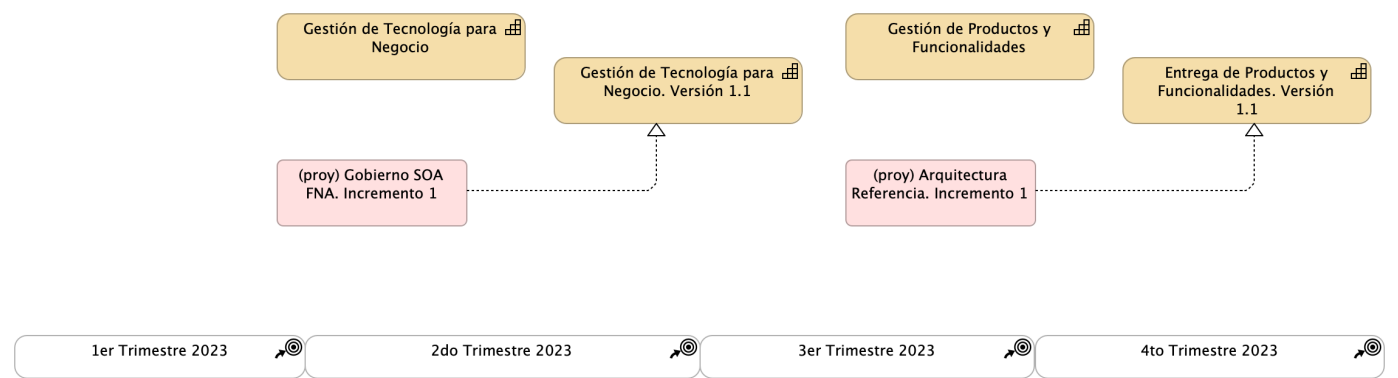 Gestión de Tecnología para
Negocio
Gestión de Tecnología para
Negocio. Versión 1.1
Gestión de Productos y
Funcionalidades
Entrega de Productos y
Funcionalidades. Versión
1.1
(proy) Gobierno SOA
FNA. Incremento 1
(proy) Arquitectura
Referencia. Incremento 1
1er Trimestre 2023
2do Trimestre 2023
3er Trimestre 2023
4to Trimestre 2023